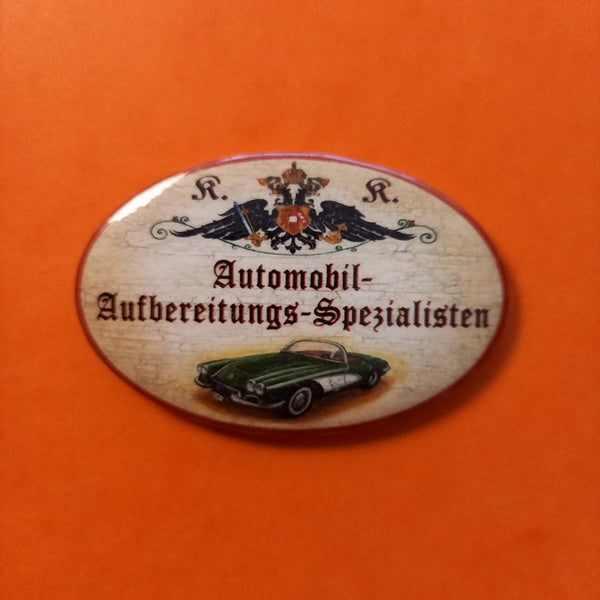 K. K.
Automobil-
Aufbereitungs-Spezialisten